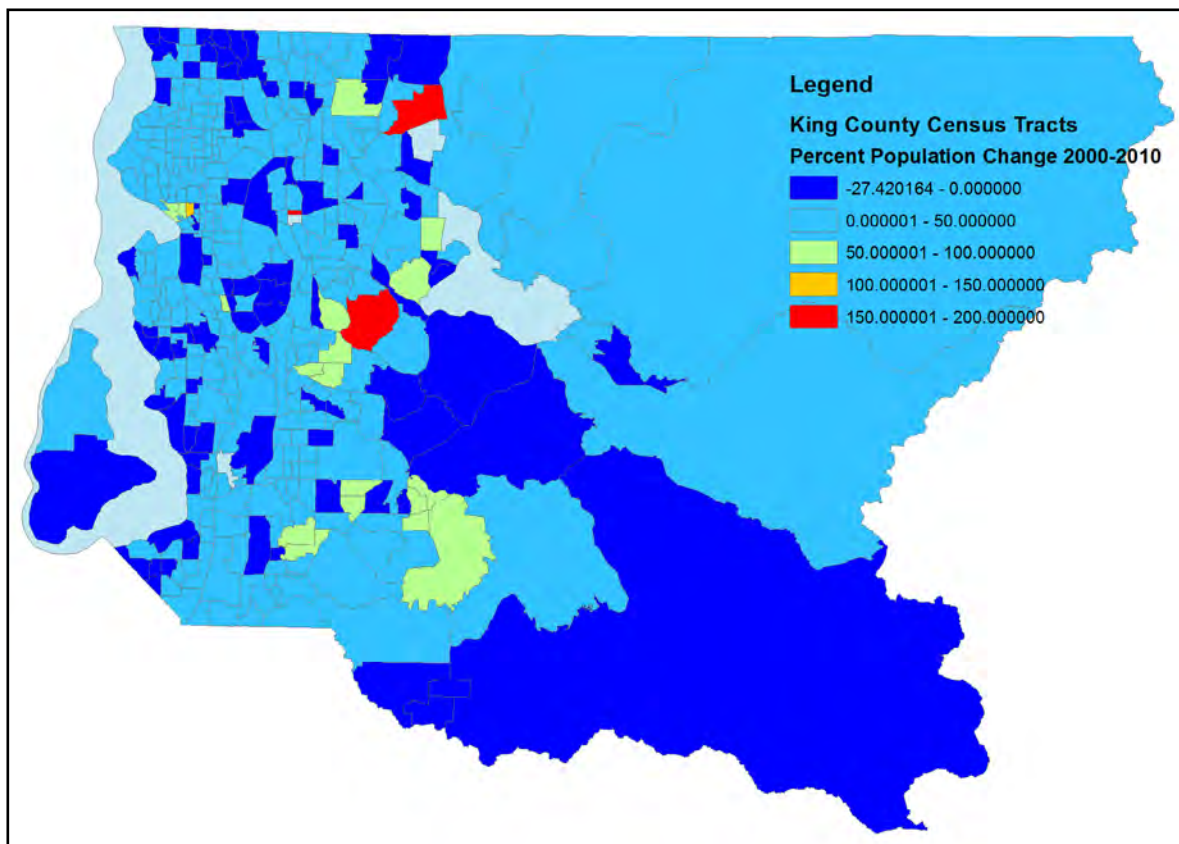 Legend
King County Census Tracts
Percent Population Change 2000-2010
-27.420164 - 0.000000
0.000001 - 50.000000
50.000001 - 100.000000
100.000001 - 150.000000
150.000001 - 200.000000